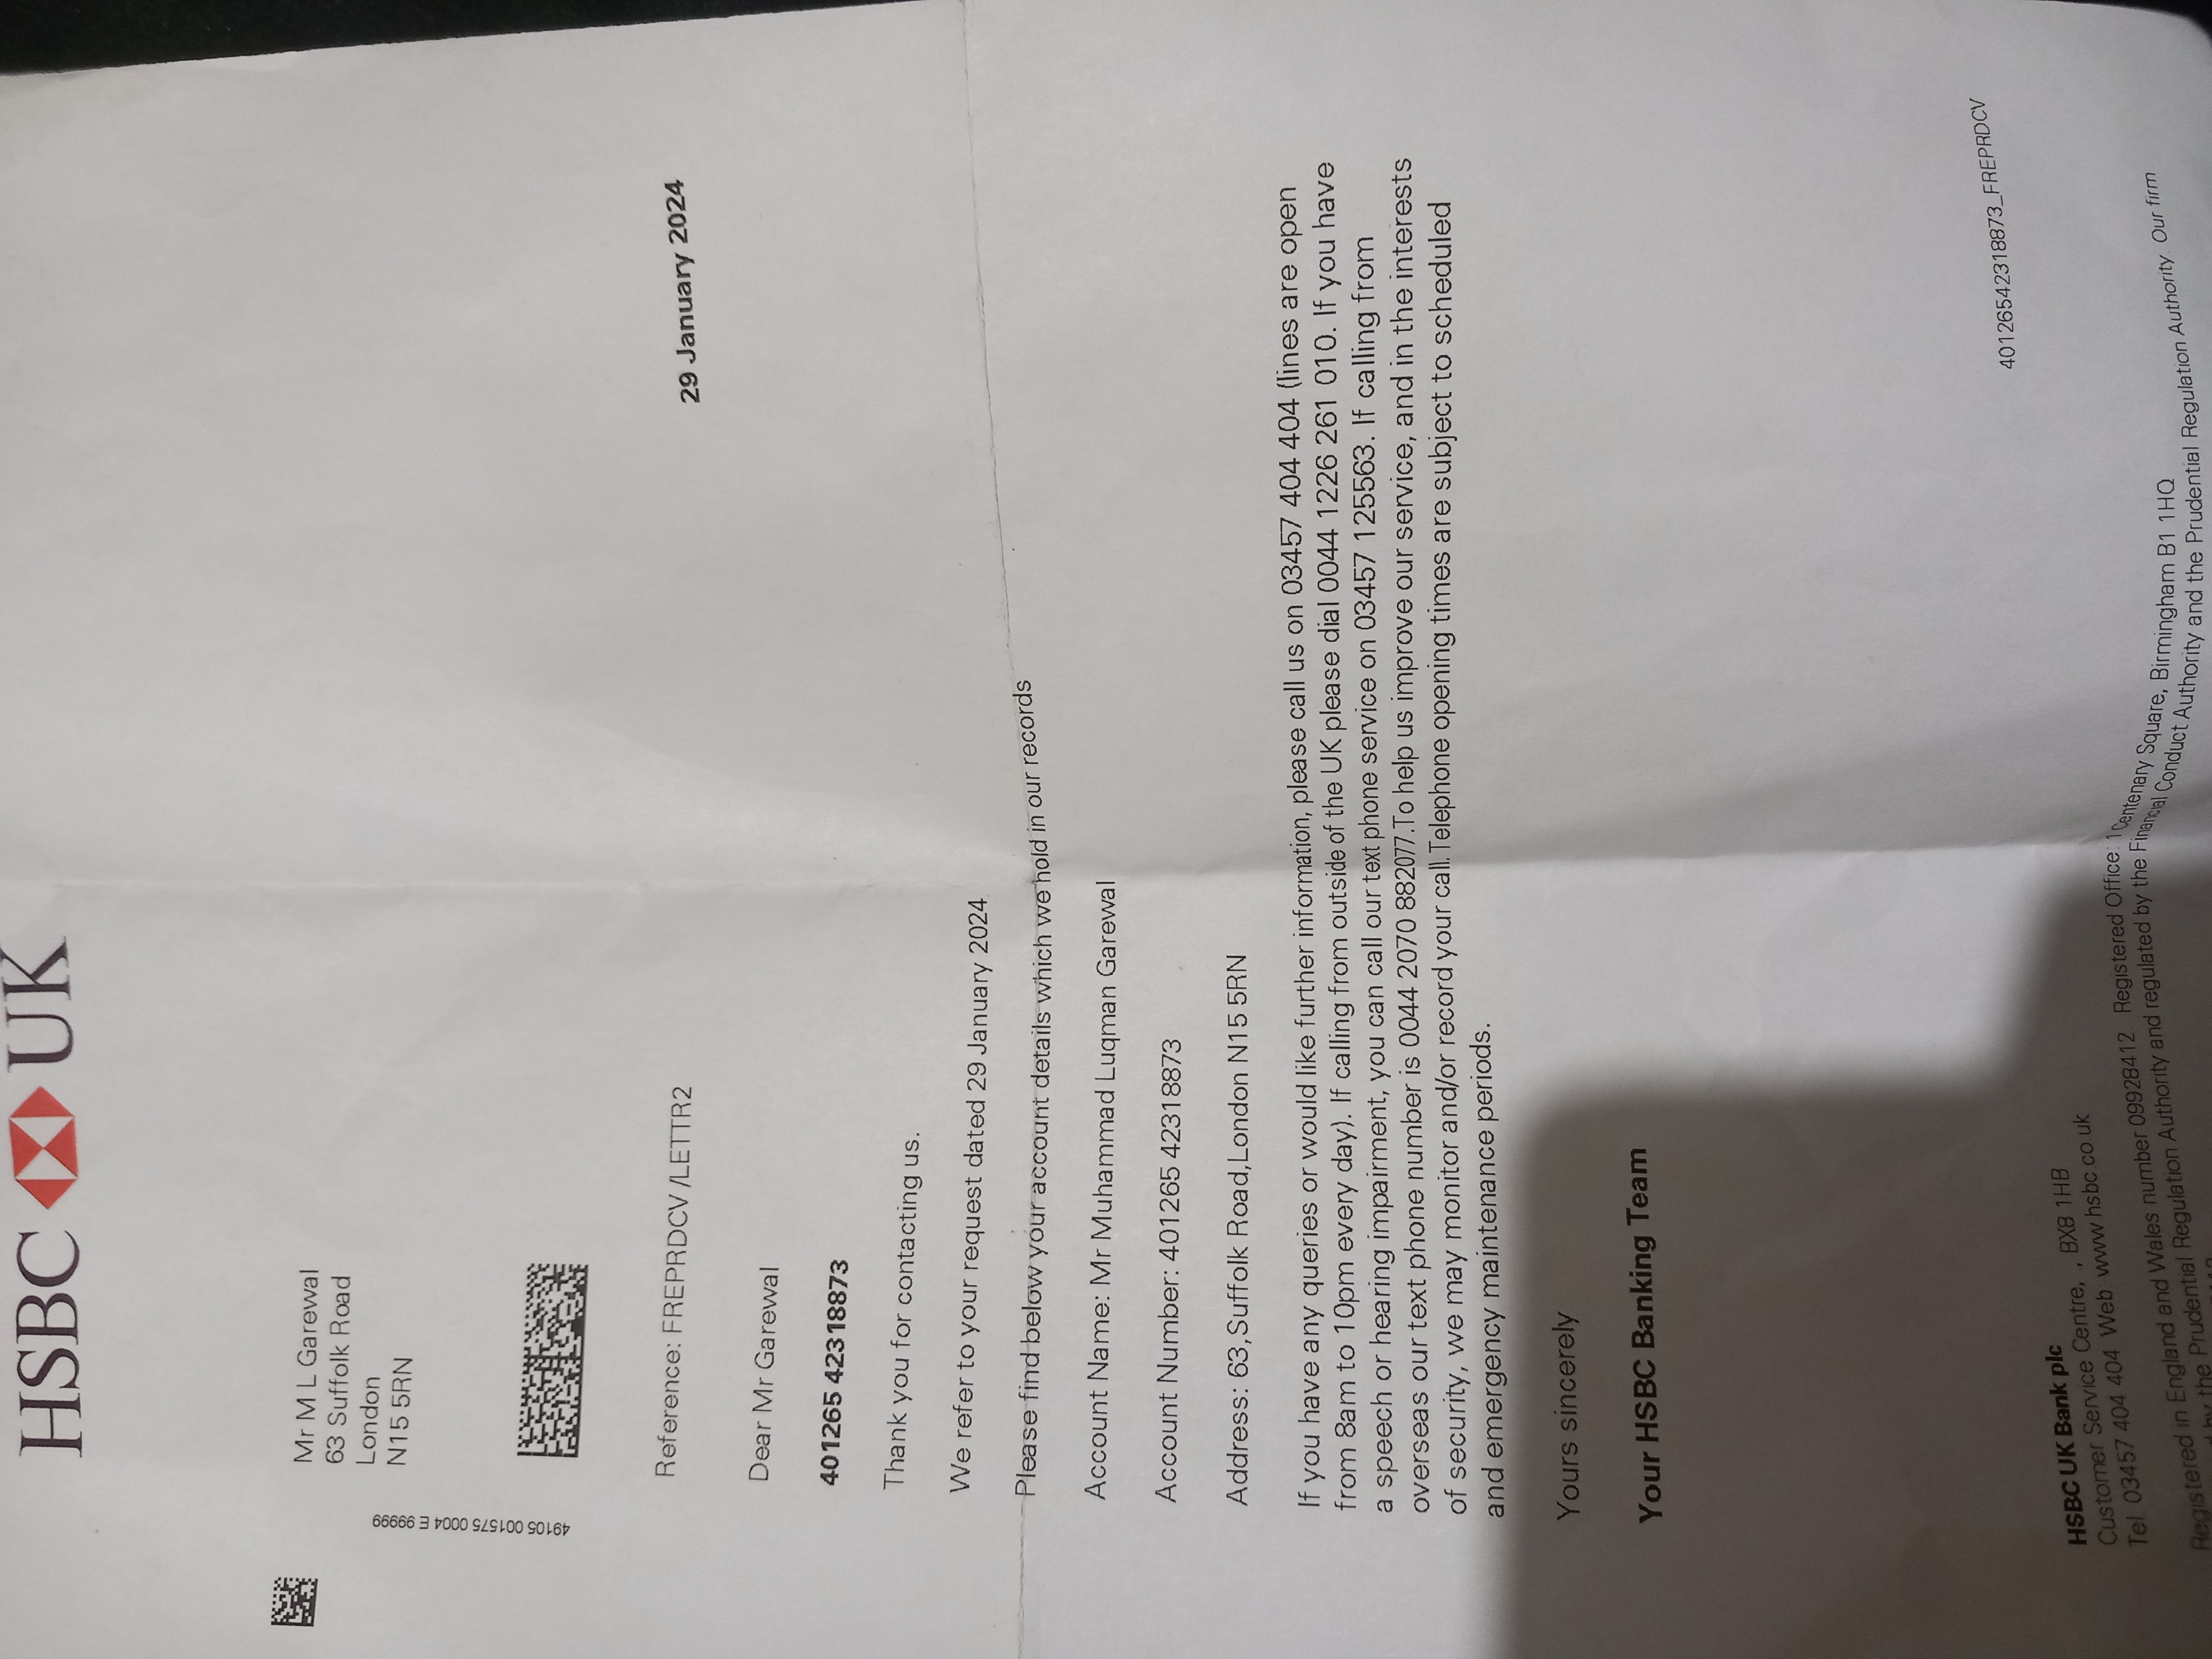 HSBC UK
Mr M L Garewal
63 Suffolk Road
London
N15 5RN
49105 001575 0004 E 99999
Reference: FREPRDCV /LETTR2
29 January 2024
Dear Mr Garewal
401265 42318873
Thank you for contacting us.
We refer to your request dated 29 January 2024
Please find below your account details which we hold in our records
Account Name: Mr Muhammad Luqman Garewal
Account Number: 401265 42318873
Address: 63,Suffolk Road,London N15 5RN
If you have any queries or would like further information, please call us on 03457 404 404 (lines are open
from 8am to 10pm every day). If calling from outside of the UK please dial 0044 1226 261 010. If you have
a speech or hearing impairment, you can call our text phone service on 03457 125563. If calling from
overseas our text phone number is 0044 2070 882077.To help us improve our service, and in the interests
of security, we may monitor and/or record your call.Telephone opening times are subject to scheduled
and emergency maintenance periods.
Yours sincerely
Your HSBC Banking Team
40126542318873_FREPRDCV
HSBC UK Bank plc
Customer Service Centre, , BX8 1HB
Tel 03457 404 404 Web: www.hsbc.co.uk
Registered in England and Wales number 09928412 Registered Office: 1 Centenary Square, Birmingham B1 1HQ
by the Prudential Regulation Authority and regulated by the Financial Conduct Authority and the Prudential Regulation Authority. Our firm